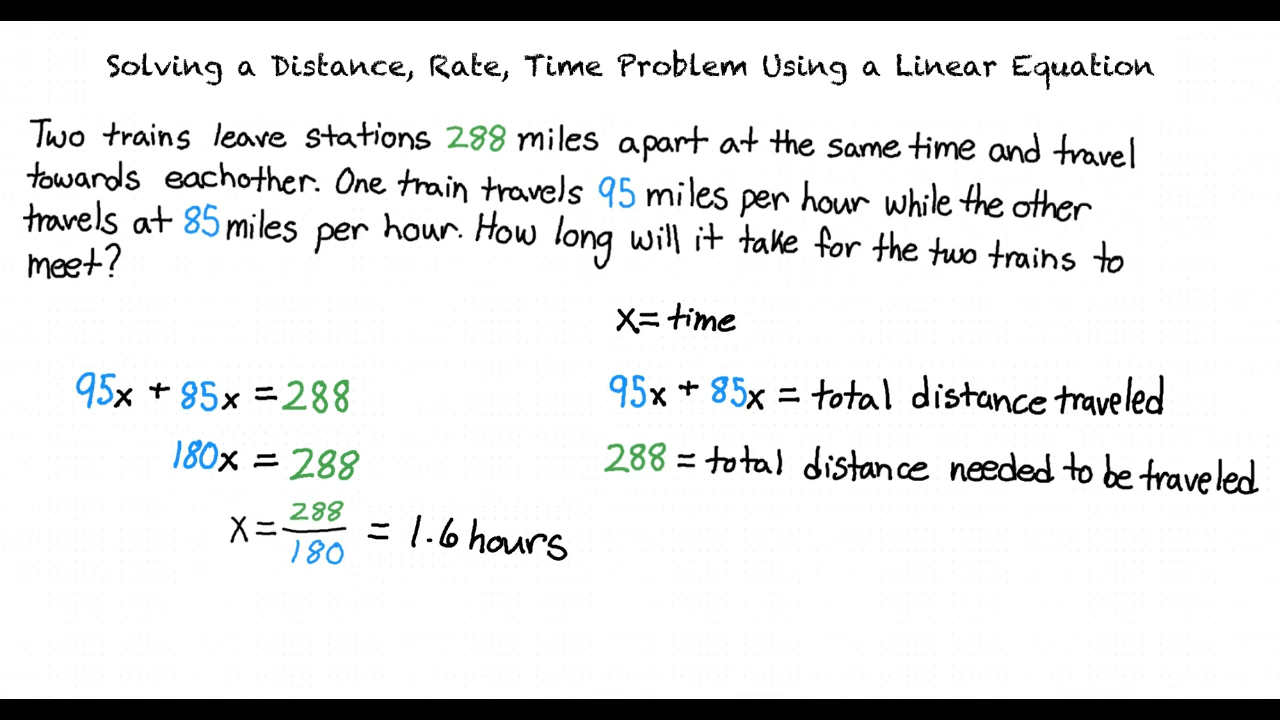 Solving a Distance, Rate, Time Problem Using a Linear Equation
Two trains leave stations 288 miles apart at the same time and travel
towards eachother. One train travels 95 miles per hour while the other
travels at 85 miles per hour. How long will it take for the two trains to
meet?
x = time
95x + 85x = 288
95x + 85x = total distance traveled
180x = 288
288 = total distance needed to be traveled
x = 288/180 = 1.6 hours